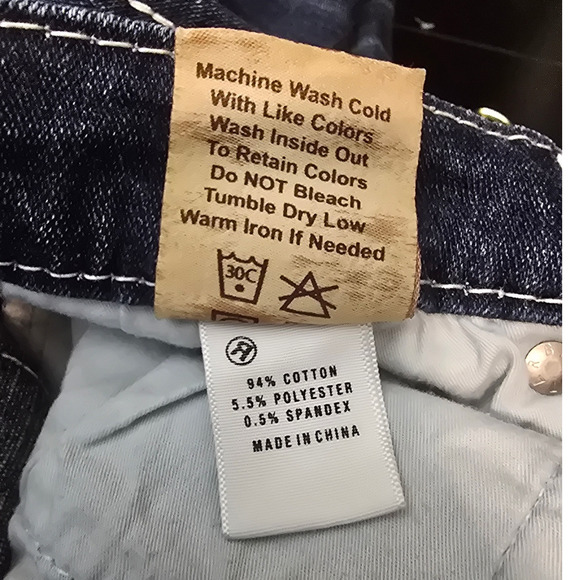 Machine Wash Cold
With Like Colors
Wash Inside Out
To Retain Colors
Do NOT Bleach
Tumble Dry Low
Warm Iron If Needed
30C
94% COTTON
5.5% POLYESTER
0.5% SPANDEX
MADE IN CHINA